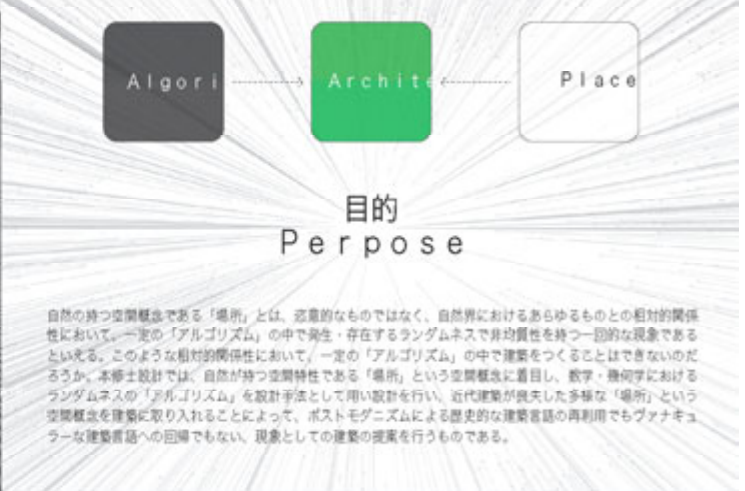 Algori
Archite
Place
目的
Perpose
自然の持つ空間概念である「場所」とは、恣意的なものではなく、自然界におけるあらゆるものとの相対的関係
性において、一定の「アルゴリズム」の中で発生・存在するランダムネスで非均質性を持つ一回的な現象である
といえる。このような相対的関係性において、一定の「アルゴリズム」の中で建築をつくることはできないのだ
ろうか。本修士設計では、自然が持つ空間特性である「場所」という空間概念に着目し、数学・幾何学における
ランダムネスの「アルゴリズム」を設計手法として用い設計を行い、近代建築が喪失した多様な「場所」という
空間概念を建築に取り入れることによって、ポストモダニズムによる歴史的な建築言語の再利用でもヴァナキュ
ラーな建築言語への回帰でもない、現象としての建築の提案を行うものである。